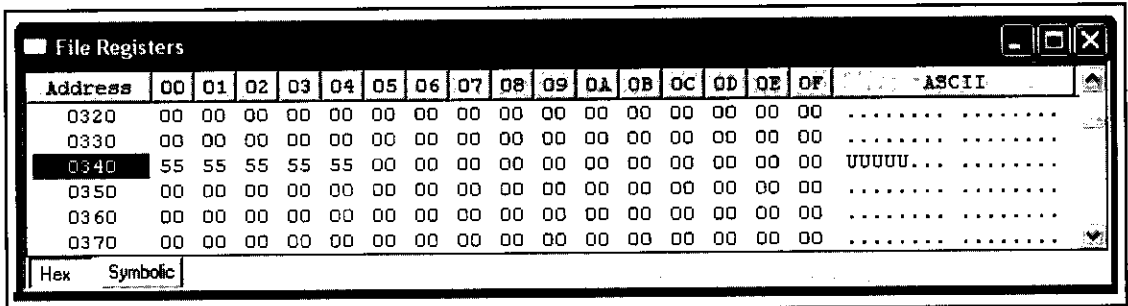 File Registers
Address 00 01 02 03 04 05 06 07 08 09 0A 0B 0C 0D 0E 0F ASCII
0320 00 00 00 00 00 00 00 00 00 00 00 00 00 00 00 00 ........ ........
0330 00 00 00 00 00 00 00 00 00 00 00 00 00 00 00 00 ........ ........
0340 55 55 55 55 55 00 00 00 00 00 00 00 00 00 00 00 UUUUU... ........
0350 00 00 00 00 00 00 00 00 00 00 00 00 00 00 00 00 ........ ........
0360 00 00 00 00 00 00 00 00 00 00 00 00 00 00 00 00 ........ ........
0370 00 00 00 00 00 00 00 00 00 00 00 00 00 00 00 00 ........ ........
Hex Symbolic